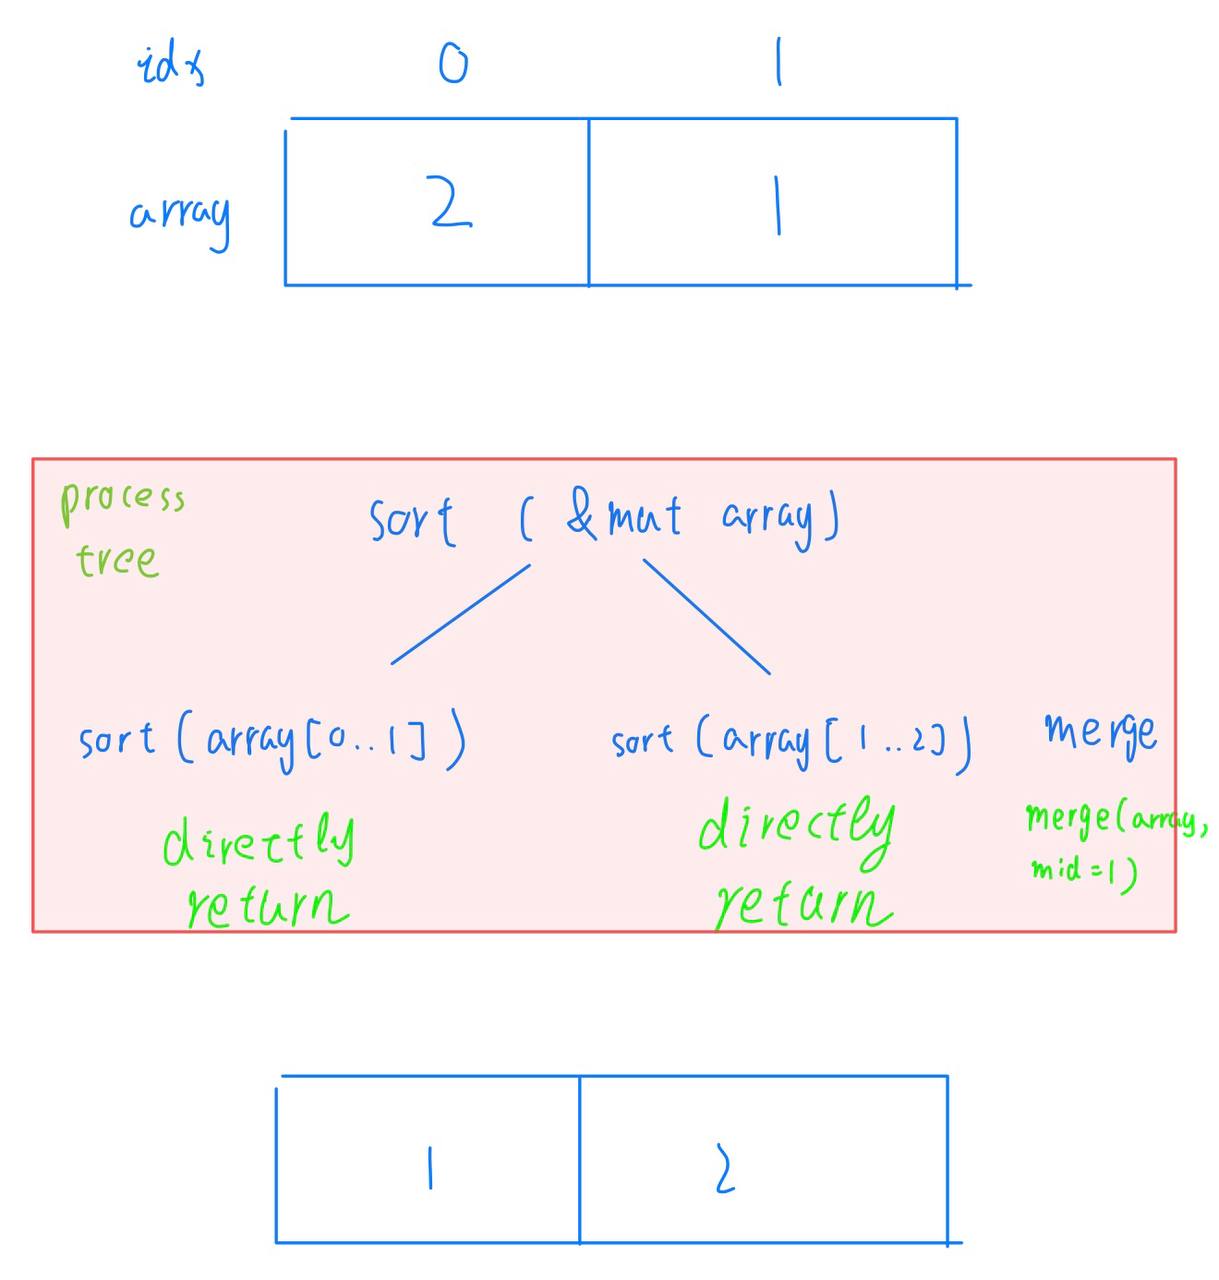 idx 0 1
array 2 1
process
tree
sort ( &mut array)
sort (array[0..1])
sort (array[1..2])
merge
directly
return
directly
return
merge(array,
mid=1)
1 2